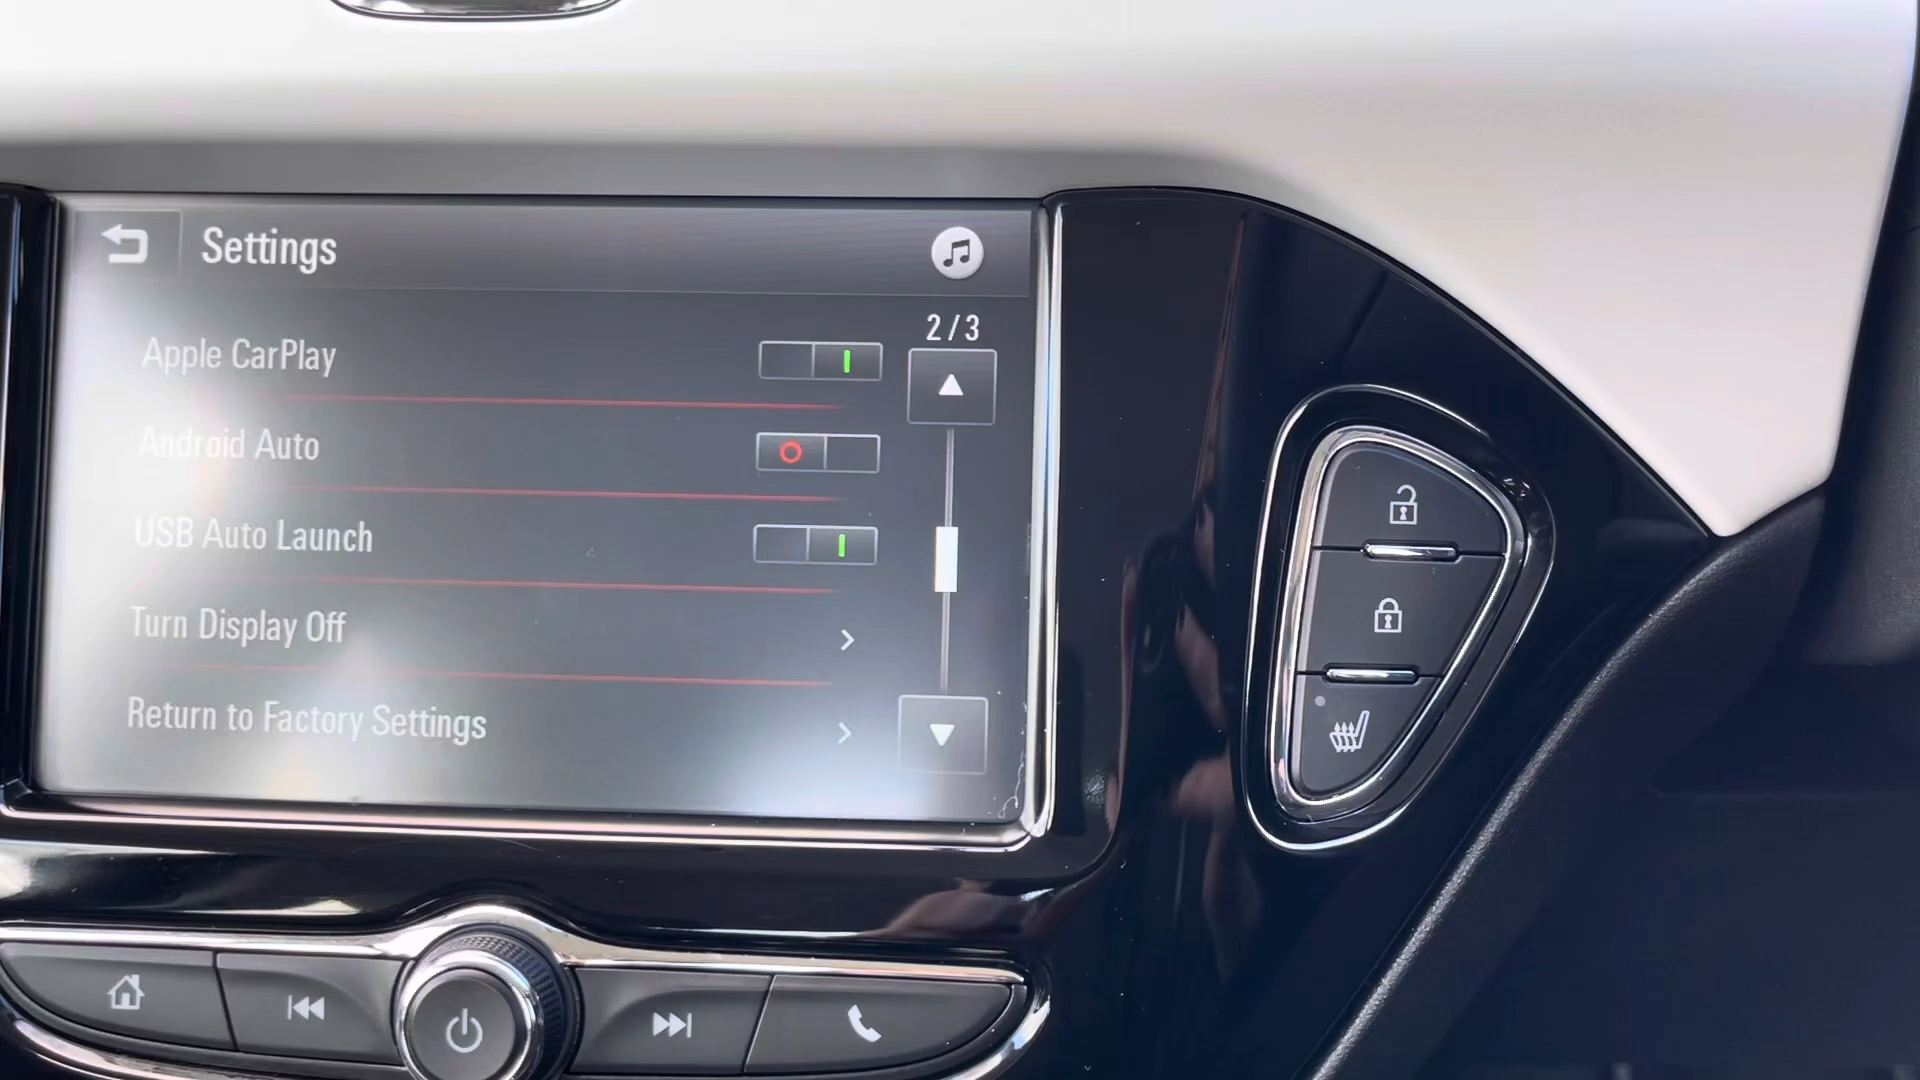 Settings
2/3
Apple CarPlay
Android Auto
USB Auto Launch
Turn Display Off
Return to Factory Settings